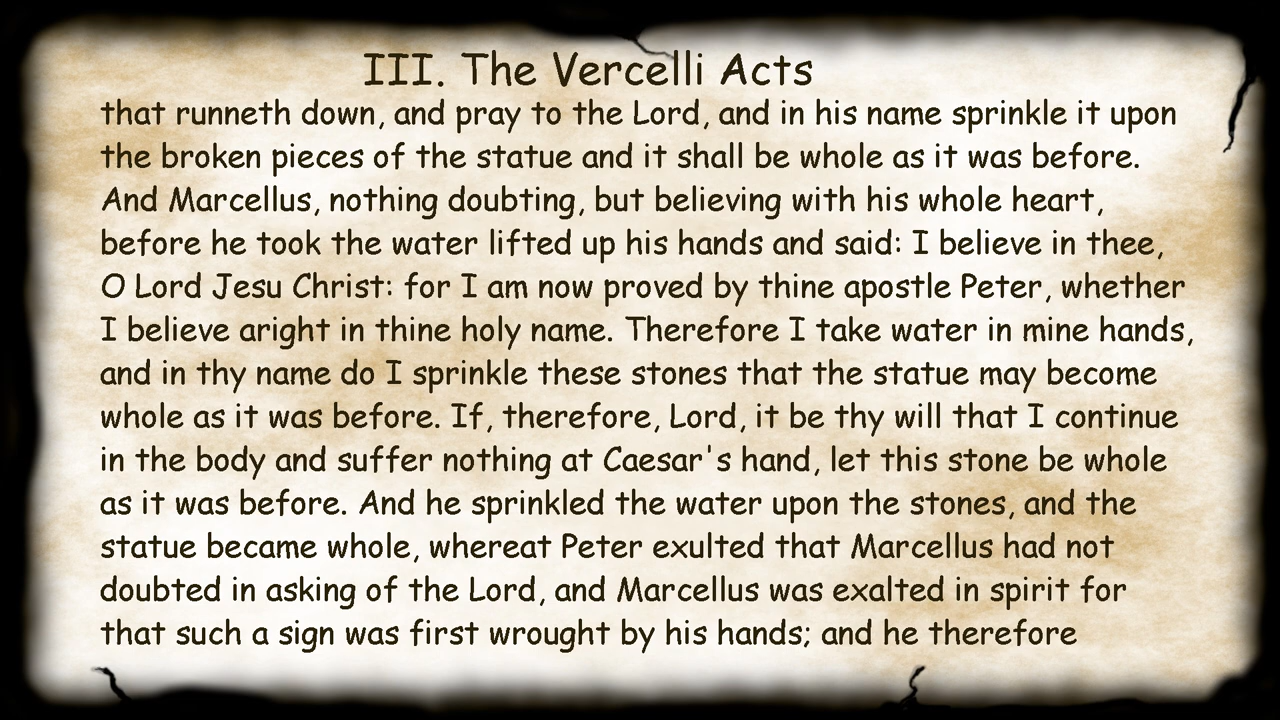 III. The Vercelli Acts
that runneth down, and pray to the Lord, and in his name sprinkle it upon
the broken pieces of the statue and it shall be whole as it was before.
And Marcellus, nothing doubting, but believing with his whole heart,
before he took the water lifted up his hands and said: I believe in thee,
O Lord Jesu Christ: for I am now proved by thine apostle Peter, whether
I believe aright in thine holy name. Therefore I take water in mine hands,
and in thy name do I sprinkle these stones that the statue may become
whole as it was before. If, therefore, Lord, it be thy will that I continue
in the body and suffer nothing at Caesar's hand, let this stone be whole
as it was before. And he sprinkled the water upon the stones, and the
statue became whole, whereat Peter exulted that Marcellus had not
doubted in asking of the Lord, and Marcellus was exalted in spirit for
that such a sign was first wrought by his hands; and he therefore